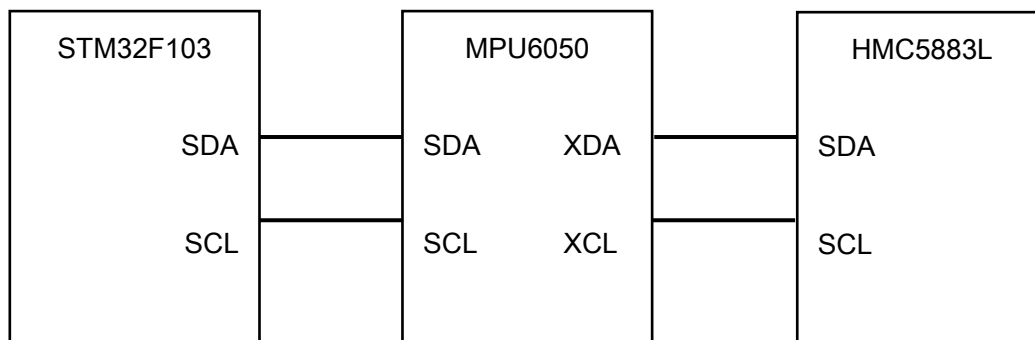 STM32F103
MPU6050
HMC5883L
SDA
SDA
XDA
SDA
SCL
SCL
XCL
SCL